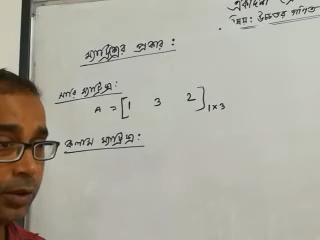 একাদশ
বিষয়: উচ্চতর গণিত
ম্যাট্রিক্সের প্রকার:
সারি ম্যাট্রিক্স:
A = [1 3 2]1×3
কলাম ম্যাট্রিক্স: